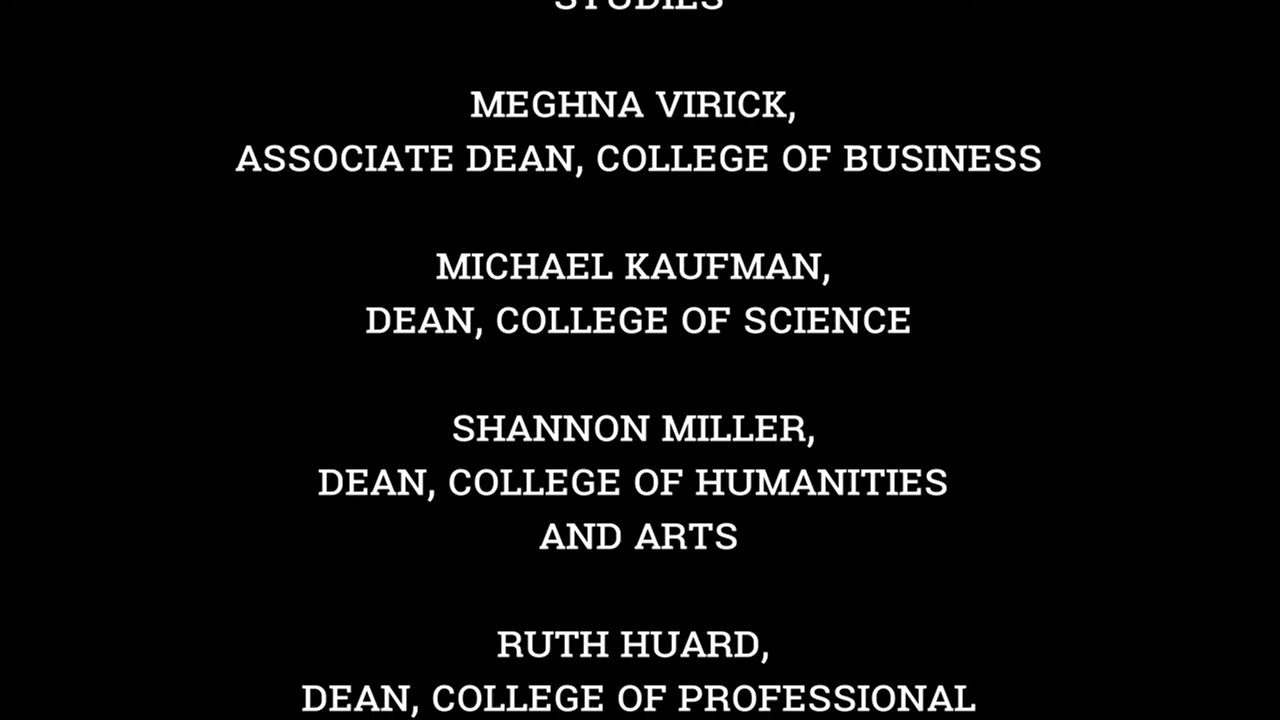 STUDIES
MEGHNA VIRICK,
ASSOCIATE DEAN, COLLEGE OF BUSINESS
MICHAEL KAUFMAN,
DEAN, COLLEGE OF SCIENCE
SHANNON MILLER,
DEAN, COLLEGE OF HUMANITIES
AND ARTS
RUTH HUARD,
DEAN, COLLEGE OF PROFESSIONAL